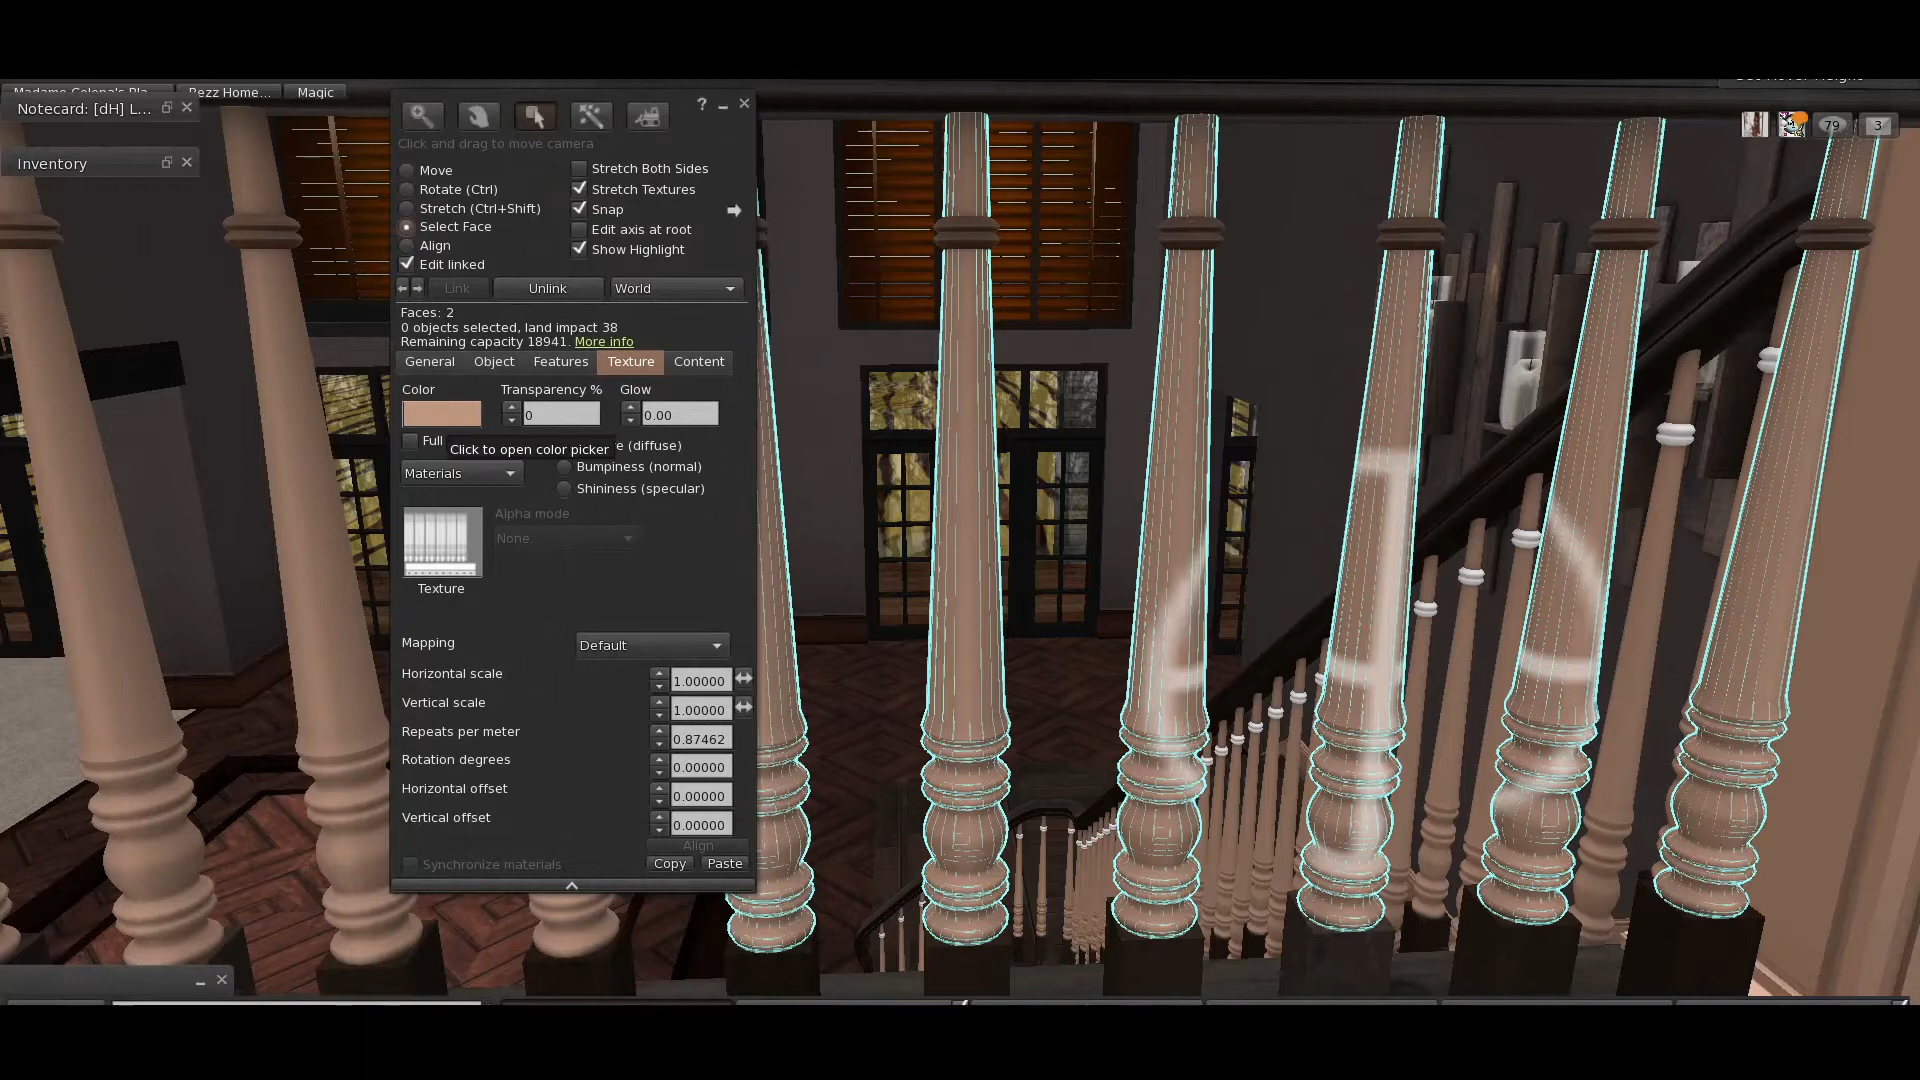 Rezz Home...
Magic
Notecard: [dH] L...
Inventory
?
Click and drag to move camera
Move
Rotate (Ctrl)
Stretch (Ctrl+Shift)
Select Face
Align
Edit linked
Stretch Both Sides
Stretch Textures
Snap
Edit axis at root
Show Highlight
Link
Unlink
World
Faces: 2
0 objects selected, land impact 38
Remaining capacity 18941. More info
General
Object
Features
Texture
Content
Color
Transparency %
Glow
0
0.00
Full
e (diffuse)
Click to open color picker
Materials
Bumpiness (normal)
Shininess (specular)
Alpha mode
None
Texture
Mapping
Default
Horizontal scale
1.00000
Vertical scale
1.00000
Repeats per meter
0.87462
Rotation degrees
0.00000
Horizontal offset
0.00000
Vertical offset
0.00000
Align
Synchronize materials
Copy
Paste
79
3